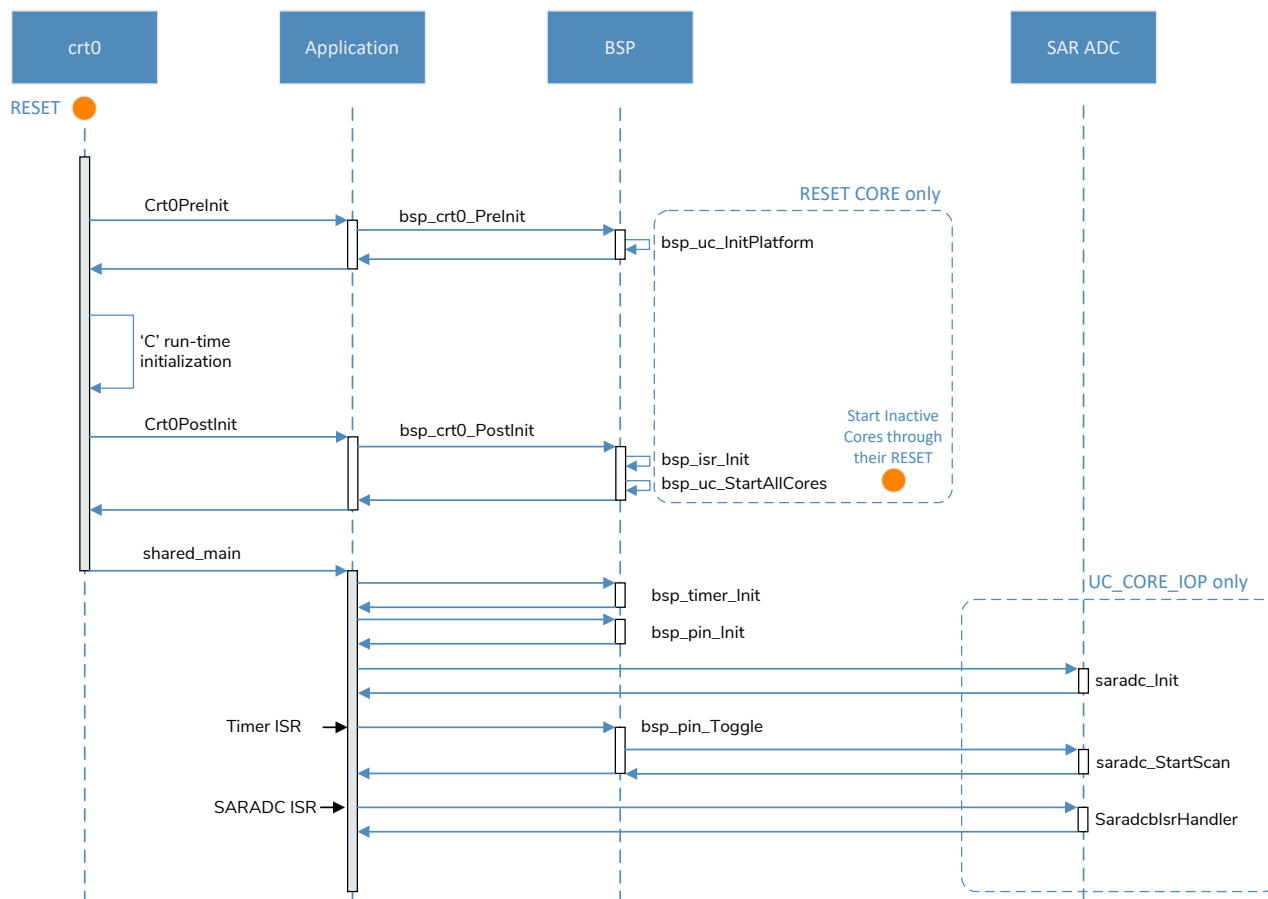 crt0
Application
BSP
SAR ADC
RESET
RESET CORE only
Crt0PreInit
bsp_crt0_PreInit
bsp_uc_InitPlatform
‘C’ run-time
initialization
Crt0PostInit
bsp_crt0_PostInit
Start Inactive
Cores through
their RESET
bsp_isr_Init
bsp_uc_StartAllCores
shared_main
UC_CORE_IOP only
bsp_timer_Init
bsp_pin_Init
saradc_Init
Timer ISR
bsp_pin_Toggle
saradc_StartScan
SARADC ISR
SaradcbIsrHandler